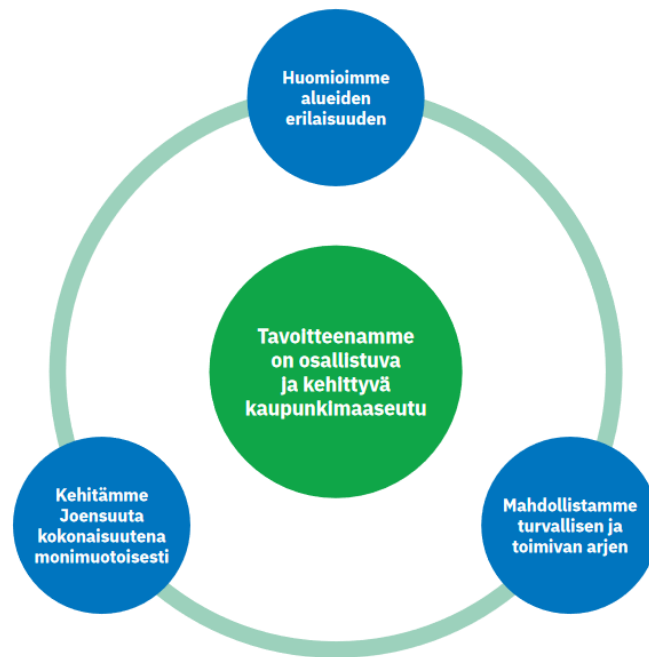 Huomioimme
alueiden
erilaisuuden
Tavoitteenamme
on osallistuva
ja kehittyvä
kaupunkimaaseutu
Kehitämme
Joensuuta
kokonaisuutena
monimuotoisesti
Mahdollistamme
turvallisen ja
toimivan arjen